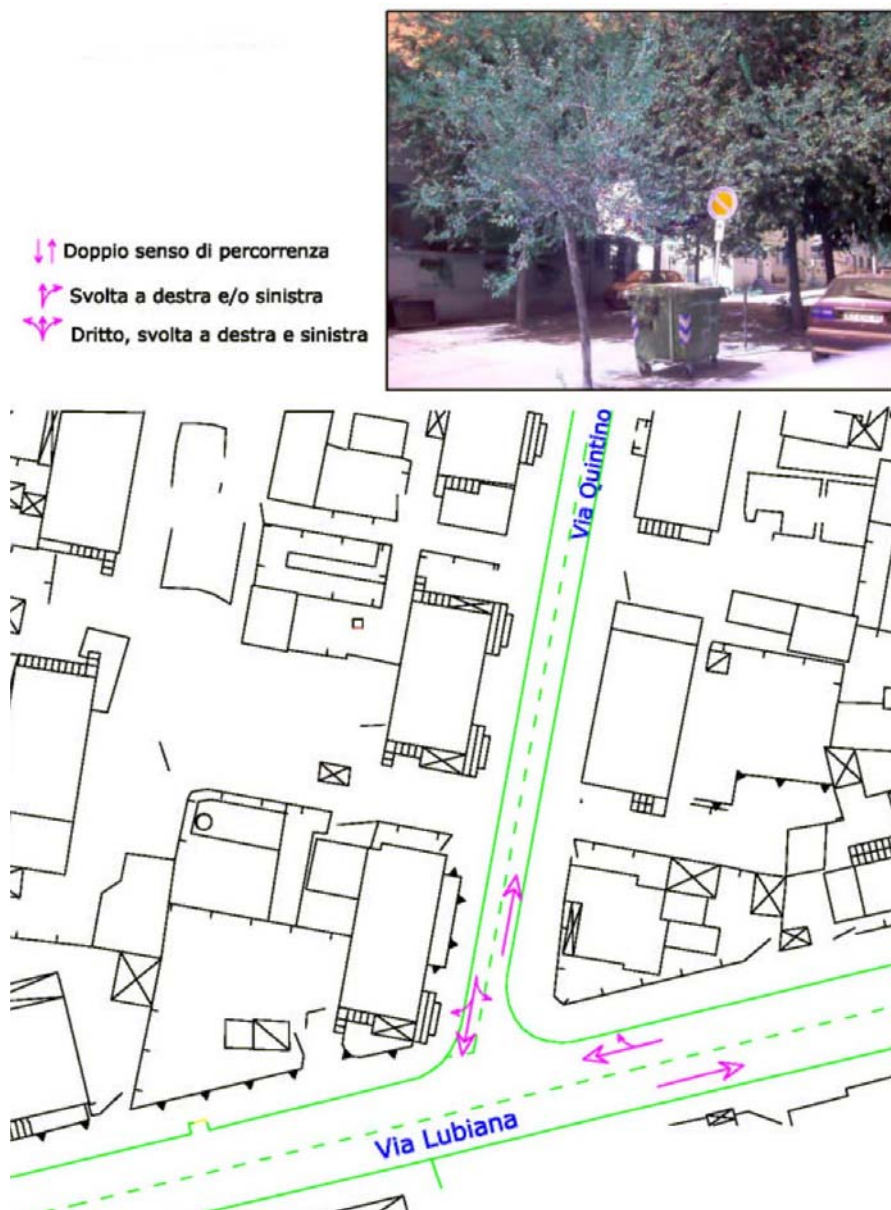 Doppio senso di percorrenza
Svolta a destra e/o sinistra
Dritto, svolta a destra e sinistra
Via Quintino
Via Lubiana